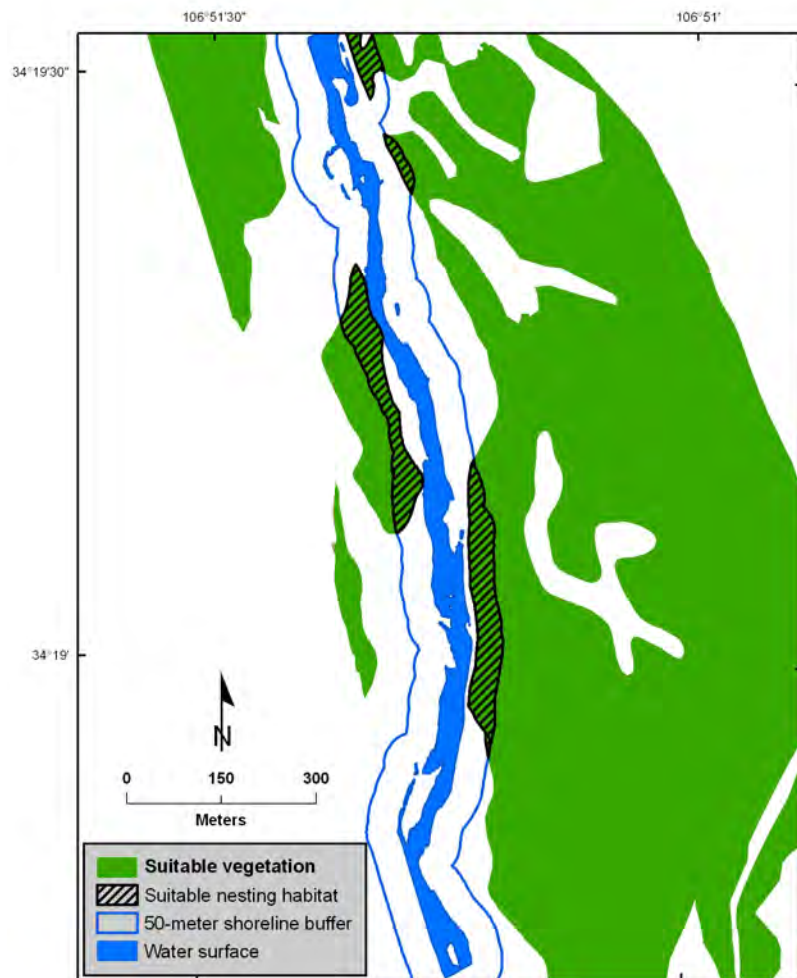 106°51'30" 106°51'
34°19'30"
34°19'
N
0 150 300
Meters
Suitable vegetation
Suitable nesting habitat
50-meter shoreline buffer
Water surface